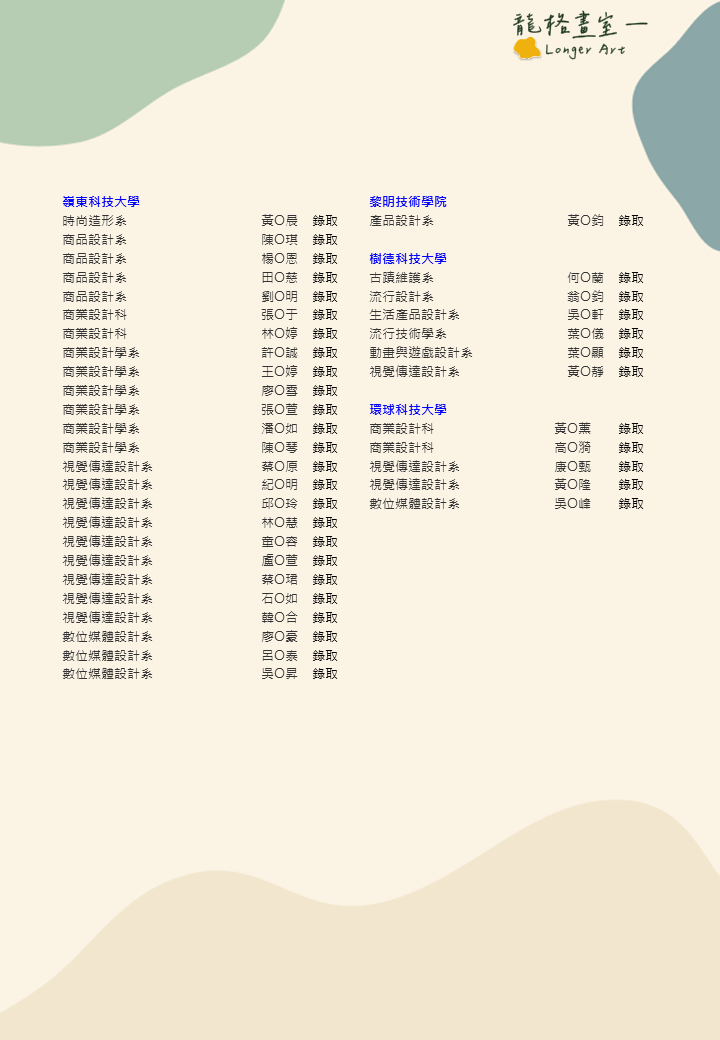 龍格畫室
Longer Art
嶺東科技大學
時尚造形系 黃O晨 錄取
商品設計系 陳O琪 錄取
商品設計系 楊O恩 錄取
商品設計系 田O慈 錄取
商品設計系 劉O明 錄取
商業設計科 張O于 錄取
商業設計科 林O婷 錄取
商業設計學系 許O誠 錄取
商業設計學系 王O婷 錄取
商業設計學系 廖O雪 錄取
商業設計學系 張O萱 錄取
商業設計學系 潘O如 錄取
商業設計學系 陳O琴 錄取
視覺傳達設計系 蔡O原 錄取
視覺傳達設計系 紀O明 錄取
視覺傳達設計系 邱O玲 錄取
視覺傳達設計系 林O慧 錄取
視覺傳達設計系 童O容 錄取
視覺傳達設計系 盧O萱 錄取
視覺傳達設計系 蔡O珺 錄取
視覺傳達設計系 石O如 錄取
視覺傳達設計系 韓O合 錄取
數位媒體設計系 廖O豪 錄取
數位媒體設計系 呂O泰 錄取
數位媒體設計系 吳O昇 錄取
黎明技術學院
產品設計系 黃O鈞 錄取
樹德科技大學
古蹟維護系 何O蘭 錄取
流行設計系 翁O鈞 錄取
生活產品設計系 吳O軒 錄取
流行技術學系 葉O儀 錄取
動畫與遊戲設計系 葉O顯 錄取
視覺傳達設計系 黃O靜 錄取
環球科技大學
商業設計科 黃O薰 錄取
商業設計科 高O漪 錄取
視覺傳達設計系 康O甄 錄取
視覺傳達設計系 黃O隆 錄取
數位媒體設計系 吳O峰 錄取